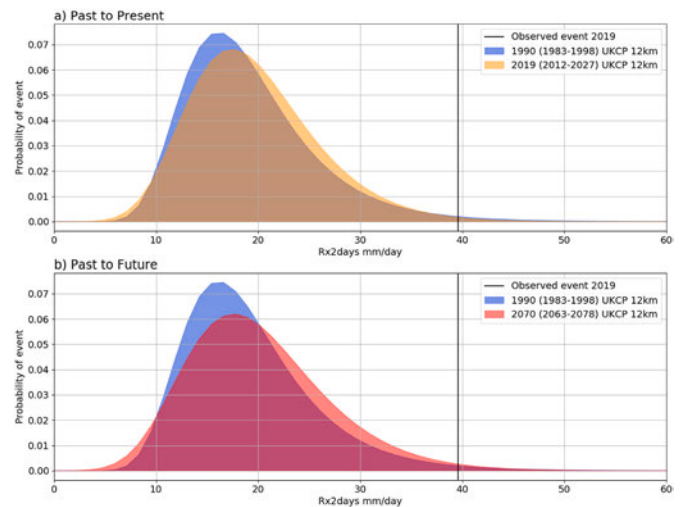 a) Past to Present
Observed event 2019
1990 (1983-1998) UKCP 12km
2019 (2012-2027) UKCP 12km
Probability of event
0.07
0.06
0.05
0.04
0.03
0.02
0.01
0.00
0 10 20 30 40 50 60
Rx2days mm/day
b) Past to Future
Observed event 2019
1990 (1983-1998) UKCP 12km
2070 (2063-2078) UKCP 12km
Probability of event
0.07
0.06
0.05
0.04
0.03
0.02
0.01
0.00
0 10 20 30 40 50 60
Rx2days mm/day